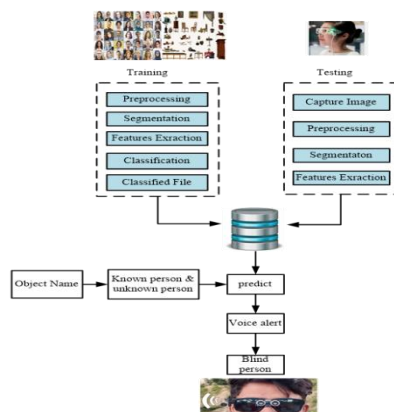 Training
Preprocessing
Segmentation
Features Exraction
Classification
Classified File
Testing
Capture Image
Preprocessing
Segmentaton
Features Exraction
Object Name
Known person &
unknown person
predict
Voice alert
Blind
person